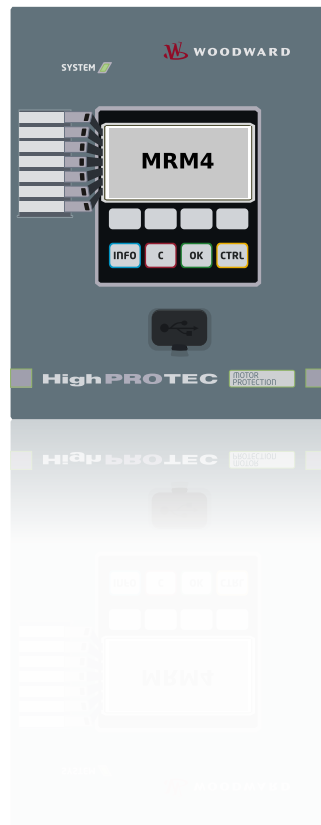 WOODWARD
SYSTEM
MRM4
INFO C OK CTRL
HighPROTEC
MOTOR
PROTECTION